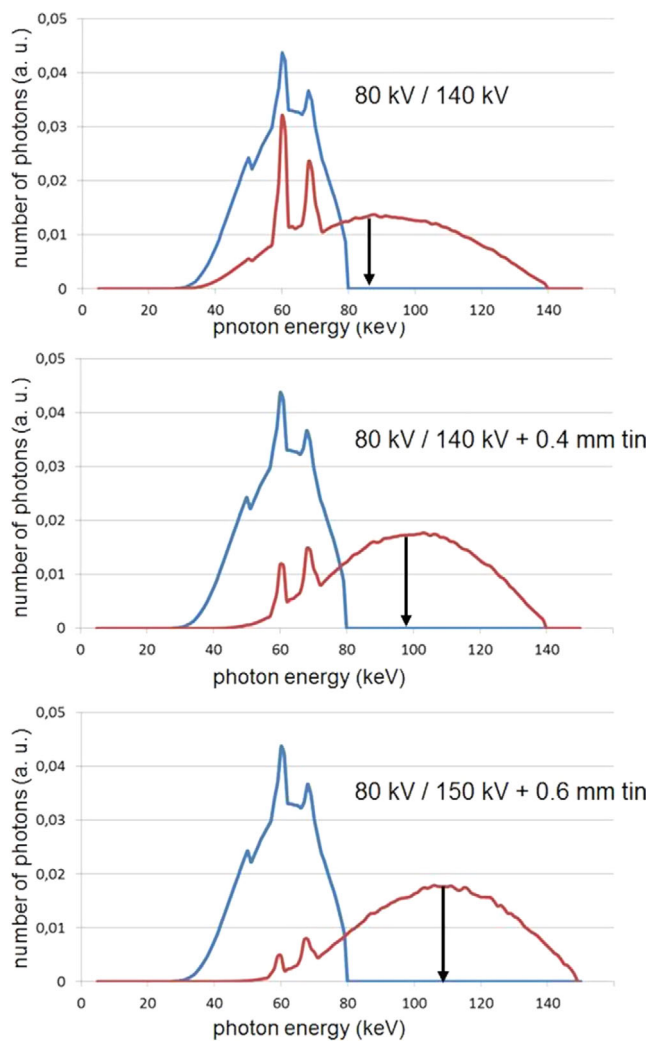 0,05
0,04
0,03
0,02
0,01
0
number of photons (a. u.)
80 kV / 140 kV
0 20 40 60 80 100 120 140
photon energy (keV)
0,05
0,04
0,03
0,02
0,01
0
number of photons (a. u.)
80 kV / 140 kV + 0.4 mm tin
0 20 40 60 80 100 120 140
photon energy (keV)
0,05
0,04
0,03
0,02
0,01
0
number of photons (a. u.)
80 kV / 150 kV + 0.6 mm tin
0 20 40 60 80 100 120 140
photon energy (keV)